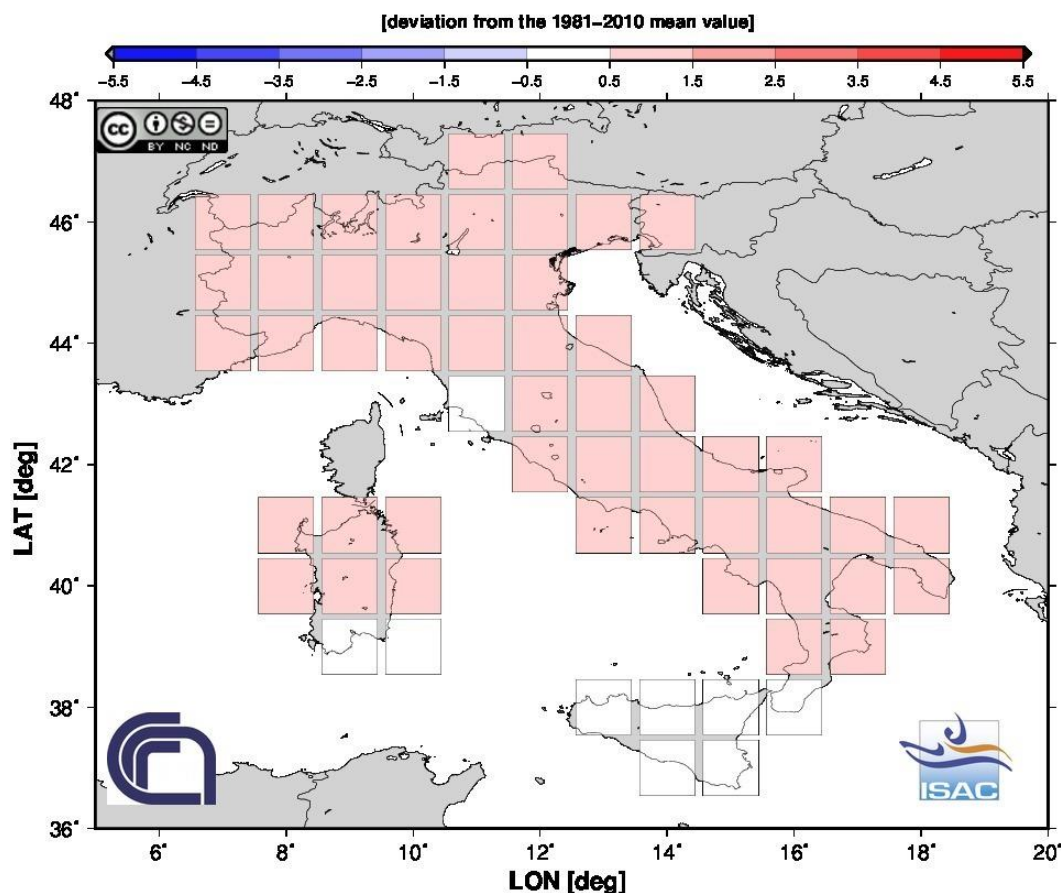 [deviation from the 1981–2010 mean value]
-5.5 -4.5 -3.5 -2.5 -1.5 -0.5 0.5 1.5 2.5 3.5 4.5 5.5
48°
cc
BY NC ND
46°
44°
42°
40°
38°
36°
LAT [deg]
ISAC
6° 8° 10° 12° 14° 16° 18° 20°
LON [deg]